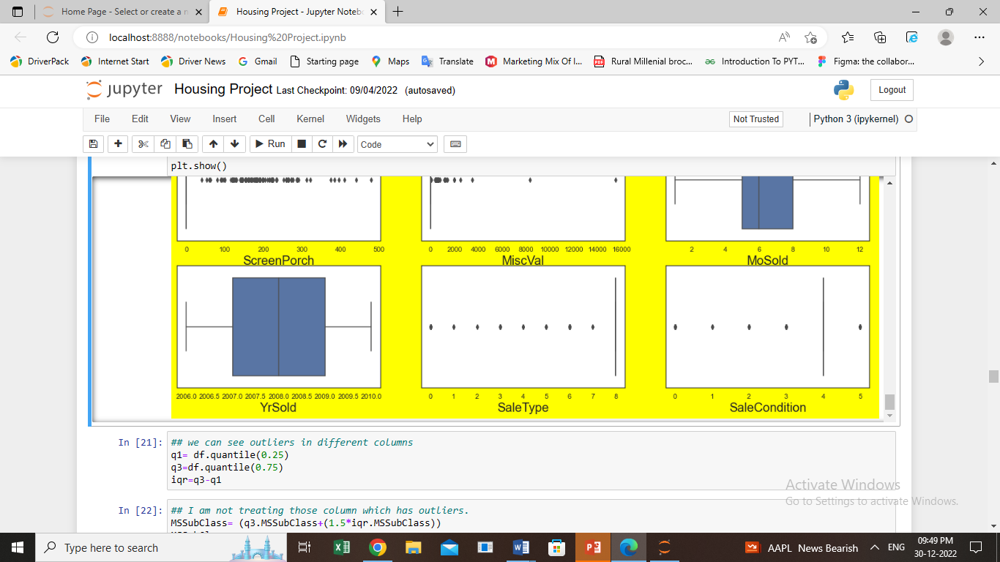 Home Page - Select or create a n
Housing Project - Jupyter Noteb
localhost:8888/notebooks/Housing%20Project.ipynb
DriverPack
Internet Start
Driver News
Gmail
Starting page
Maps
Translate
Marketing Mix Of I...
Rural Millenial broc...
Introduction To PYT...
Figma: the collabor...
jupyter Housing Project Last Checkpoint: 09/04/2022 (autosaved)
Logout
File Edit View Insert Cell Kernel Widgets Help
Not Trusted
Python 3 (ipykernel)
Run
Code
plt.show()
0 100 200 300 400 500
ScreenPorch
0 2000 4000 6000 8000 10000 12000 14000 16000
MiscVal
2 4 6 8 10 12
MoSold
2006.0 2006.5 2007.0 2007.5 2008.0 2008.5 2009.0 2009.5 2010.0
YrSold
0 1 2 3 4 5 6 7 8
SaleType
0 1 2 3 4 5
SaleCondition
In [21]:
## we can see outliers in different columns
q1= df.quantile(0.25)
q3=df.quantile(0.75)
iqr=q3-q1
In [22]:
## I am not treating those column which has outliers.
MSSubClass= (q3.MSSubClass+(1.5*iqr.MSSubClass))
Activate Windows
Go to Settings to activate Windows.
Type here to search
AAPL News Bearish
ENG
09:49 PM
30-12-2022